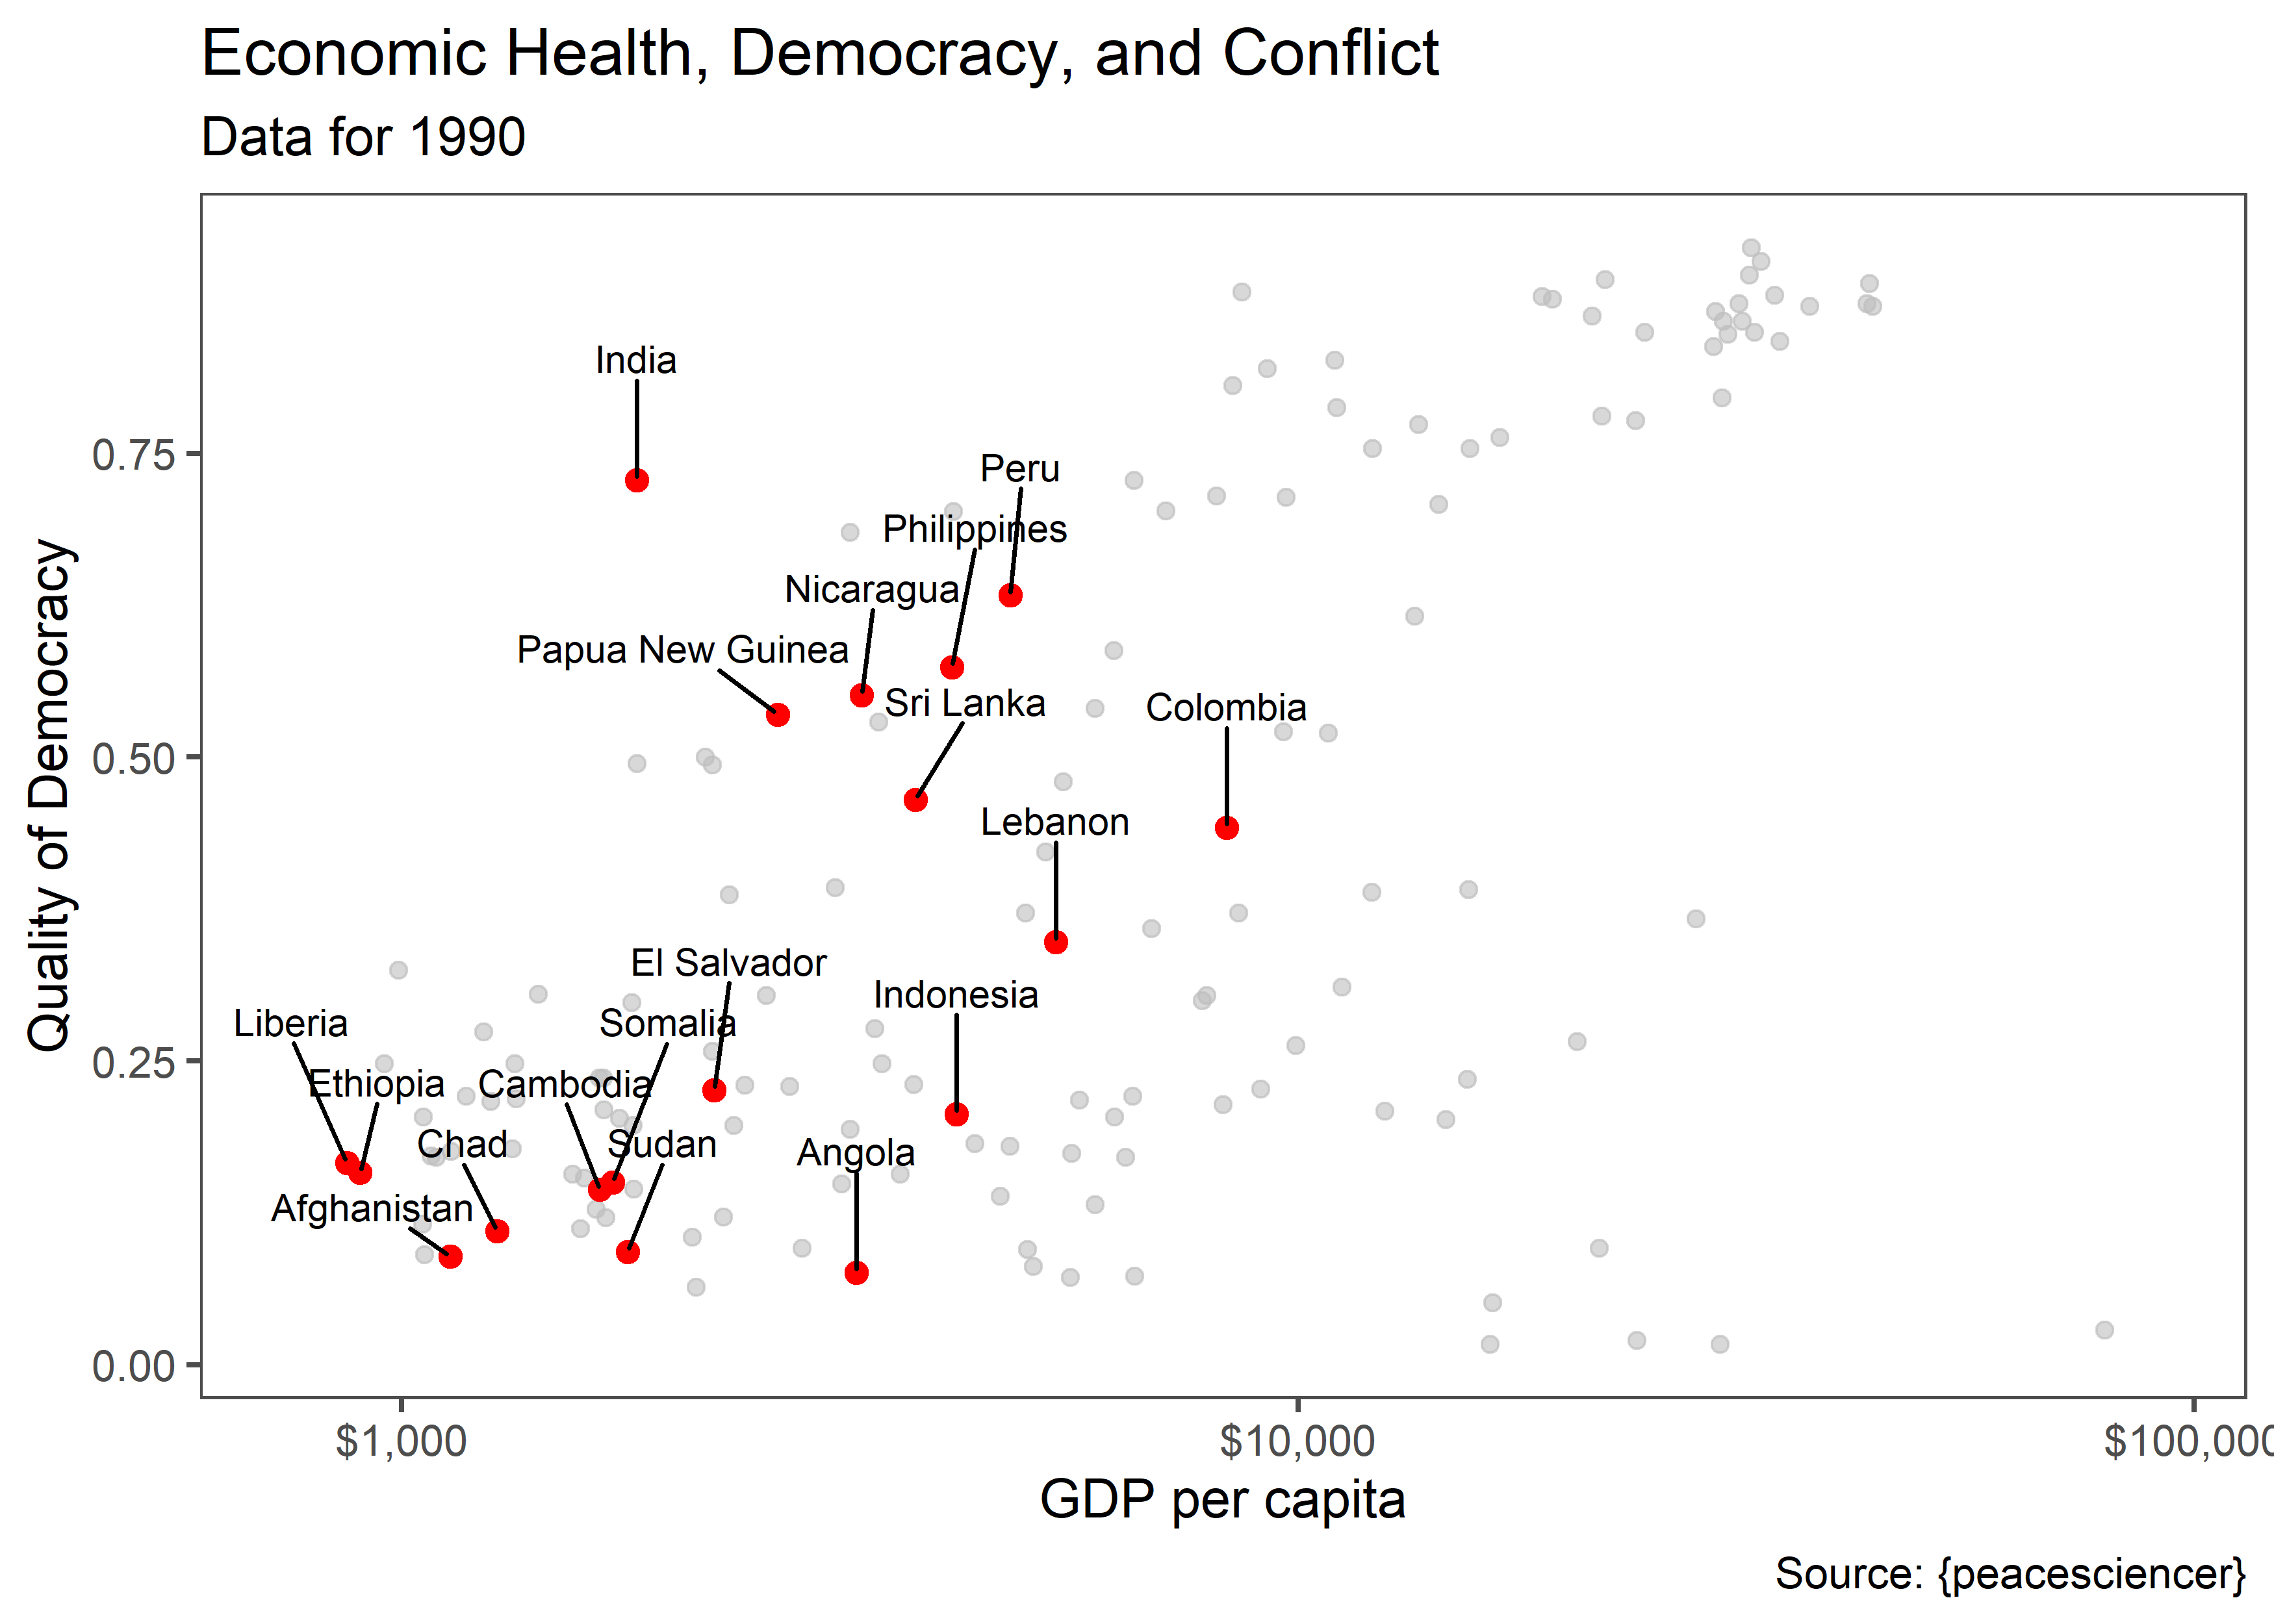 Economic Health, Democracy, and Conflict
Data for 1990
Quality of Democracy
0.75
0.50
0.25
0.00
India
Peru
Philippines
Nicaragua
Papua New Guinea
Sri Lanka
Colombia
Lebanon
El Salvador
Indonesia
Liberia
Somalia
Ethiopia
Cambodia
Chad
Sudan
Angola
Afghanistan
$1,000
$10,000
$100,000
GDP per capita
Source: {peacesciencer}